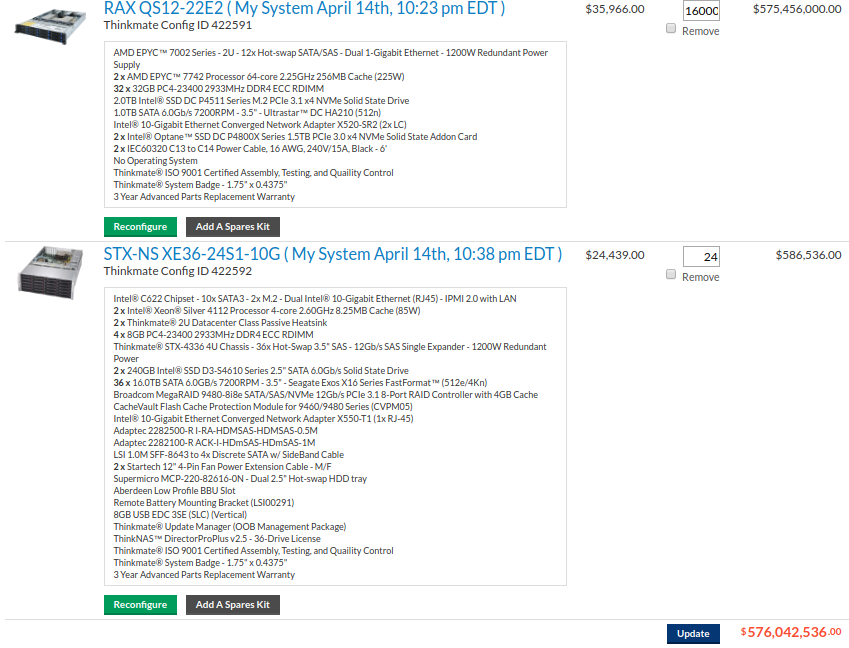 RAX QS12-22E2 ( My System April 14th, 10:23 pm EDT )
$35,966.00
16000
$575,456,000.00
Thinkmate Config ID 422591
Remove
AMD EPYC™ 7002 Series - 2U - 12x Hot-swap SATA/SAS - Dual 1-Gigabit Ethernet - 1200W Redundant Power
Supply
2 x AMD EPYC™ 7742 Processor 64-core 2.25GHz 256MB Cache (225W)
32 x 32GB PC4-23400 2933MHz DDR4 ECC RDIMM
2.0TB Intel® SSD DC P4511 Series M.2 PCIe 3.1 x4 NVMe Solid State Drive
1.0TB SATA 6.0Gb/s 7200RPM - 3.5" - Ultrastar™ DC HA210 (512n)
Intel® 10-Gigabit Ethernet Converged Network Adapter X520-SR2 (2x LC)
2 x Intel® Optane™ SSD DC P4800X Series 1.5TB PCIe 3.0 x4 NVMe Solid State Addon Card
2 x IEC60320 C13 to C14 Power Cable, 16 AWG, 240V/15A, Black - 6'
No Operating System
Thinkmate® ISO 9001 Certified Assembly, Testing, and Quaility Control
Thinkmate® System Badge - 1.75" x 0.4375"
3 Year Advanced Parts Replacement Warranty
Reconfigure
Add A Spares Kit
STX-NS XE36-24S1-10G ( My System April 14th, 10:38 pm EDT )
$24,439.00
24
$586,536.00
Thinkmate Config ID 422592
Remove
Intel® C622 Chipset - 10x SATA3 - 2x M.2 - Dual Intel® 10-Gigabit Ethernet (RJ45) - IPMI 2.0 with LAN
2 x Intel® Xeon® Silver 4112 Processor 4-core 2.60GHz 8.25MB Cache (85W)
2 x Thinkmate® 2U Datacenter Class Passive Heatsink
4 x 8GB PC4-23400 2933MHz DDR4 ECC RDIMM
Thinkmate® STX-4336 4U Chassis - 36x Hot-Swap 3.5" SAS - 12Gb/s SAS Single Expander - 1200W Redundant
Power
2 x 240GB Intel® SSD D3-S4610 Series 2.5" SATA 6.0Gb/s Solid State Drive
36 x 16.0TB SATA 6.0GB/s 7200RPM - 3.5" - Seagate Exos X16 Series FastFormat™ (512e/4Kn)
Broadcom MegaRAID 9480-8i8e SATA/SAS/NVMe 12Gb/s PCIe 3.1 8-Port RAID Controller with 4GB Cache
CacheVault Flash Cache Protection Module for 9460/9480 Series (CVPM05)
Intel® 10-Gigabit Ethernet Converged Network Adapter X550-T1 (1x RJ-45)
Adaptec 2282500-R I-RA-HDMSAS-HDMSAS-0.5M
Adaptec 2282100-R ACK-I-HDmSAS-HDmSAS-1M
LSI 1.0M SFF-8643 to 4x Discrete SATA w/ SideBand Cable
2 x Startech 12" 4-Pin Fan Power Extension Cable - M/F
Supermicro MCP-220-82616-0N - Dual 2.5" Hot-swap HDD tray
Aberdeen Low Profile BBU Slot
Remote Battery Mounting Bracket (LSI00291)
8GB USB EDC 3SE (SLC) (Vertical)
Thinkmate® Update Manager (OOB Management Package)
ThinkNAS™ DirectorProPlus v2.5 - 36-Drive License
Thinkmate® ISO 9001 Certified Assembly, Testing, and Quaility Control
Thinkmate® System Badge - 1.75" x 0.4375"
3 Year Advanced Parts Replacement Warranty
Reconfigure
Add A Spares Kit
Update
$576,042,536.00